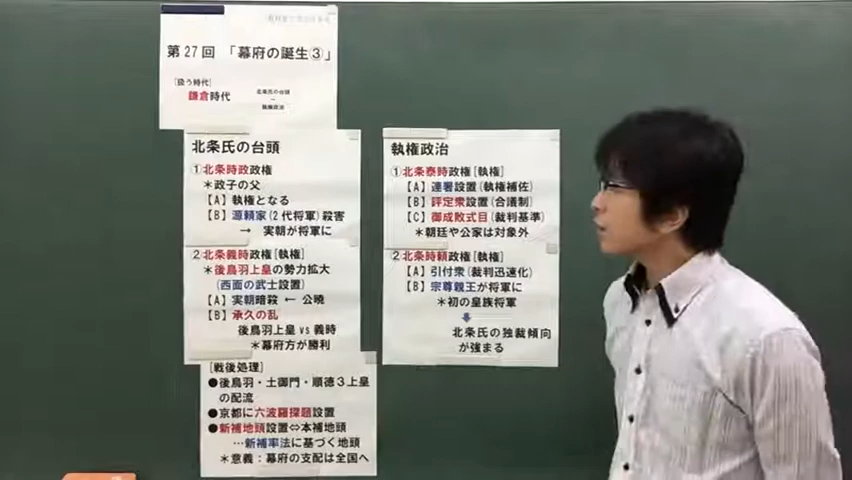 第27回 「幕府の誕生③」
[扱う時代]
鎌倉時代
北条氏の台頭
～
執権政治
北条氏の台頭
①北条時政政権
＊政子の父
[A] 執権となる
[B] 源頼家(2代将軍)殺害
→ 実朝が将軍に
②北条義時政権[執権]
＊後鳥羽上皇の勢力拡大
(西面の武士設置)
[A] 実朝暗殺 ← 公暁
[B] 承久の乱
後鳥羽上皇 vs 義時
＊幕府方が勝利
[戦後処理]
●後鳥羽・土御門・順徳3上皇
の配流
●京都に六波羅探題設置
●新補地頭設置⇔本補地頭
…新補率法に基づく地頭
＊意義：幕府の支配は全国へ
執権政治
①北条泰時政権[執権]
[A] 連署設置(執権補佐)
[B] 評定衆設置(合議制)
[C] 御成敗式目(裁判基準)
＊朝廷や公家は対象外
②北条時頼政権[執権]
[A] 引付衆(裁判迅速化)
[B] 宗尊親王が将軍に
＊初の皇族将軍
⬇
北条氏の独裁傾向
が強まる